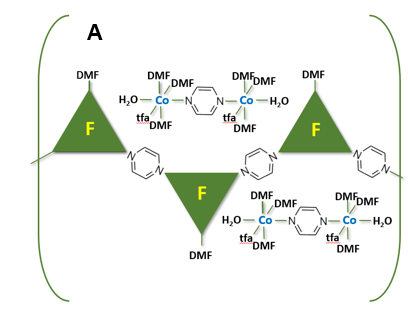 A
DMF DMF DMF DMF DMF DMF
H₂O Co N N Co H₂O
tfa DMF tfa DMF
F F
N N N N N N
F
DMF DMF DMF DMF
H₂O Co N N Co H₂O
tfa DMF tfa DMF
DMF